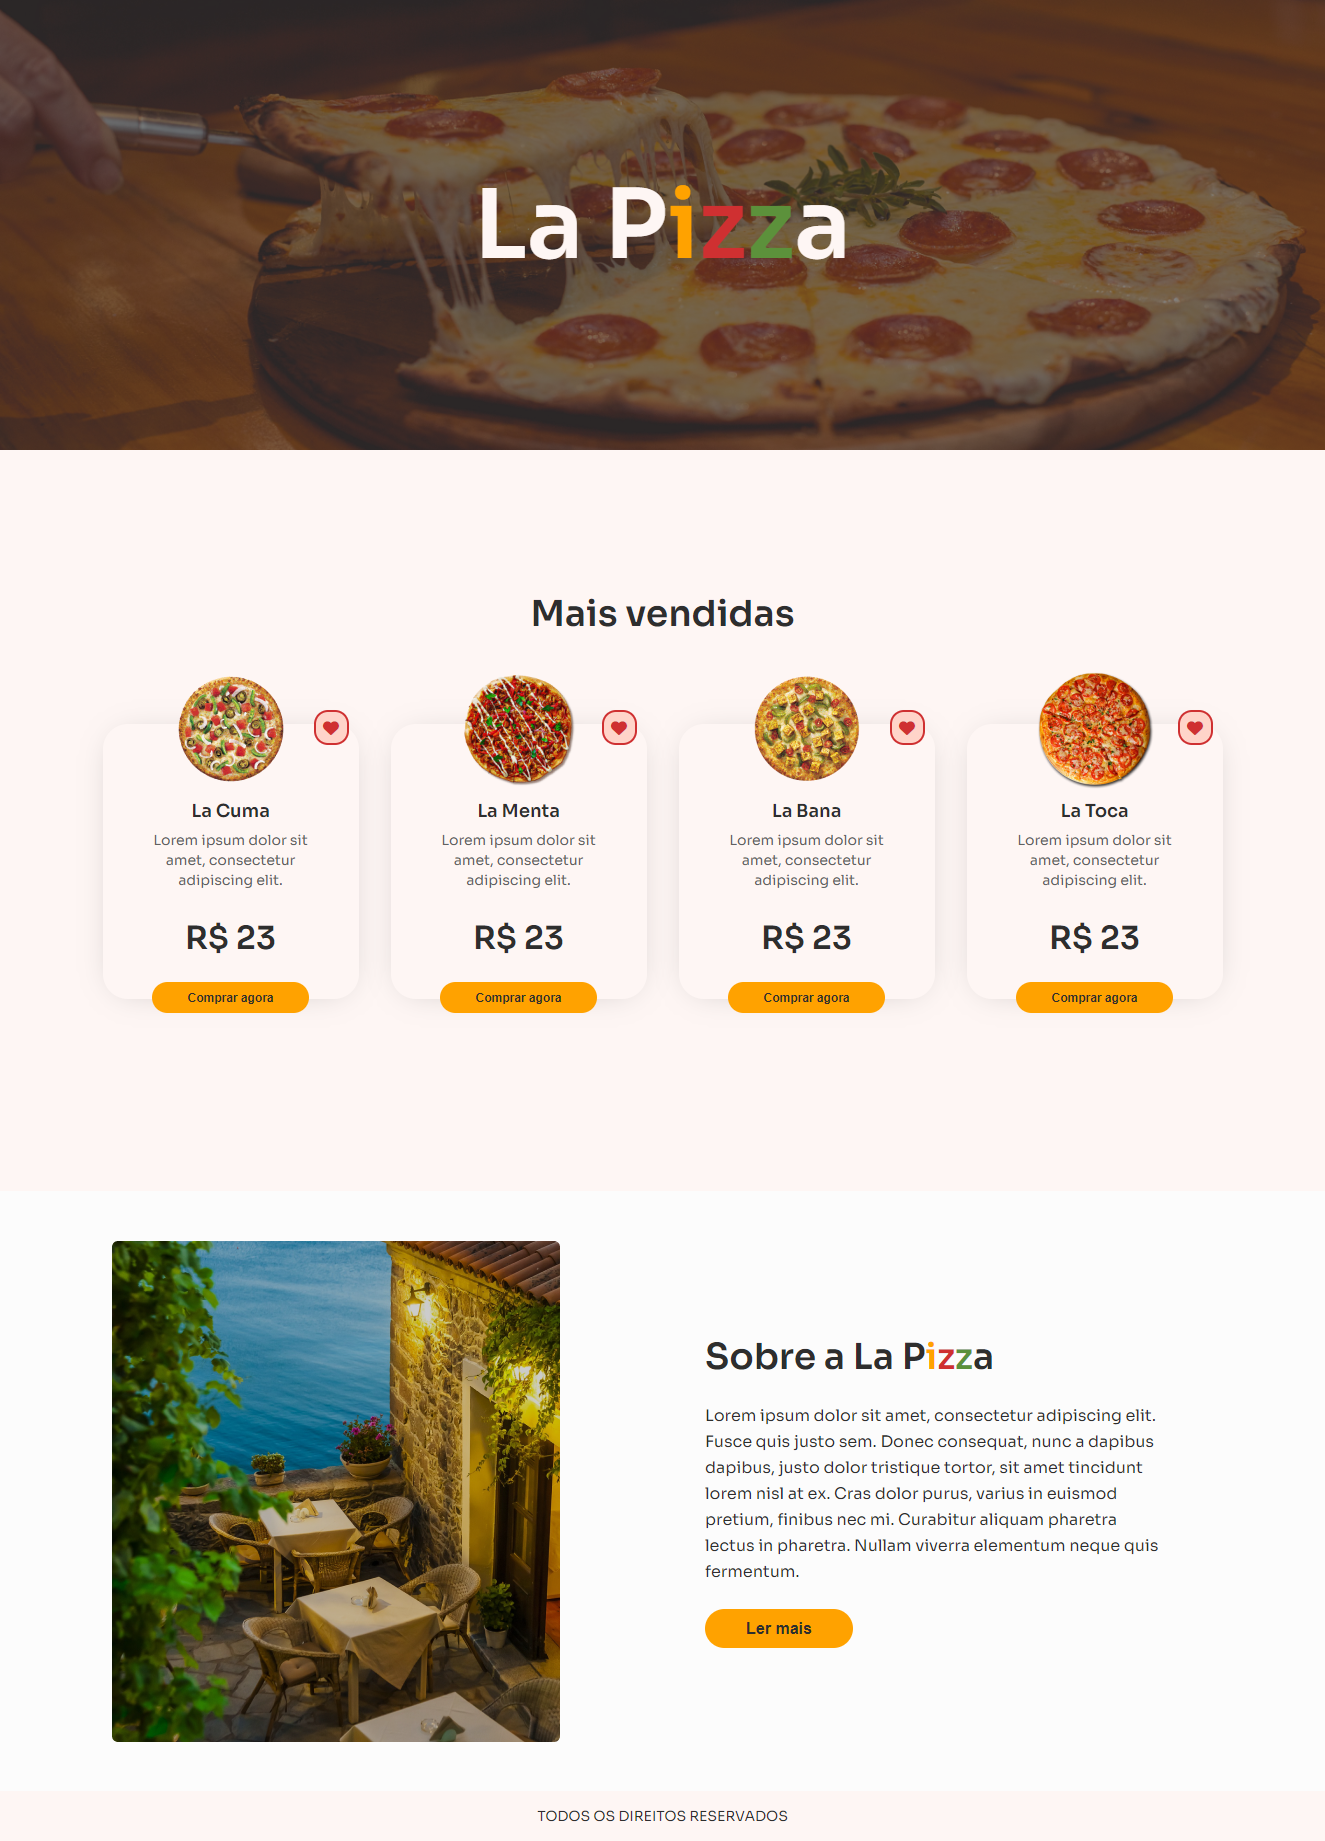 La Pizza
Mais vendidas
La Cuma
Lorem ipsum dolor sit
amet, consectetur
adipiscing elit.
R$ 23
Comprar agora
La Menta
Lorem ipsum dolor sit
amet, consectetur
adipiscing elit.
R$ 23
Comprar agora
La Bana
Lorem ipsum dolor sit
amet, consectetur
adipiscing elit.
R$ 23
Comprar agora
La Toca
Lorem ipsum dolor sit
amet, consectetur
adipiscing elit.
R$ 23
Comprar agora
Sobre a La Pizza
Lorem ipsum dolor sit amet, consectetur adipiscing elit.
Fusce quis justo sem. Donec consequat, nunc a dapibus
dapibus, justo dolor tristique tortor, sit amet tincidunt
lorem nisl at ex. Cras dolor purus, varius in euismod
pretium, finibus nec mi. Curabitur aliquam pharetra
lectus in pharetra. Nullam viverra elementum neque quis
fermentum.
Ler mais
TODOS OS DIREITOS RESERVADOS